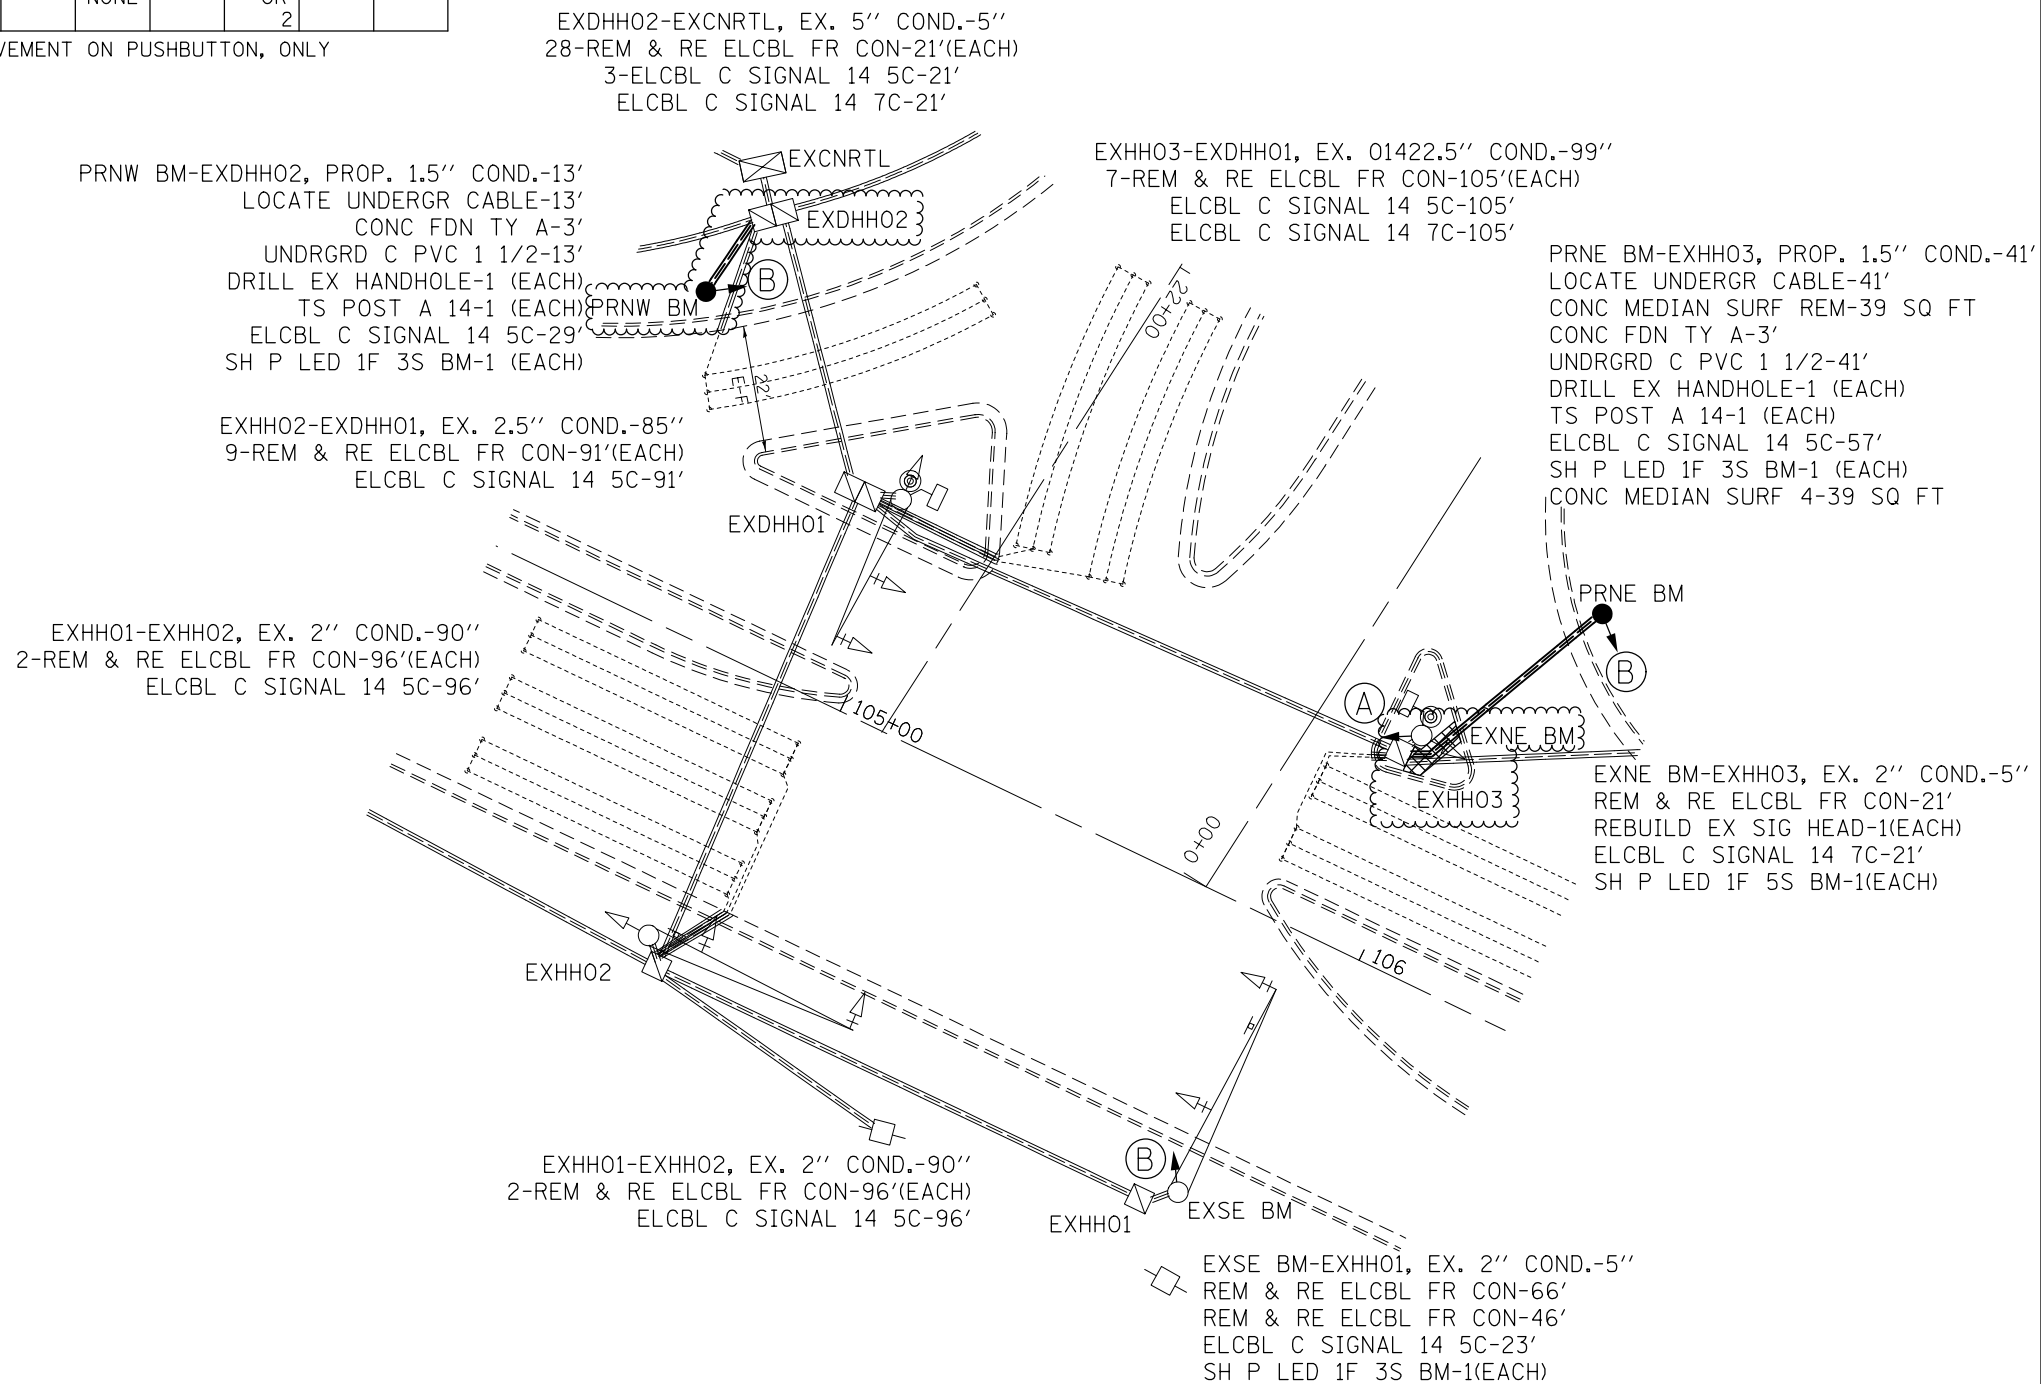 NONE
OR
2
VEMENT ON PUSHBUTTON, ONLY
EXDHH02-EXCNRTL, EX. 5'' COND.-5''
28-REM & RE ELCBL FR CON-21'(EACH)
3-ELCBL C SIGNAL 14 5C-21'
ELCBL C SIGNAL 14 7C-21'
PRNW BM-EXDHH02, PROP. 1.5'' COND.-13'
LOCATE UNDERGR CABLE-13'
CONC FDN TY A-3'
UNDRGRD C PVC 1 1/2-13'
DRILL EX HANDHOLE-1 (EACH)
TS POST A 14-1 (EACH)
ELCBL C SIGNAL 14 5C-29'
SH P LED 1F 3S BM-1 (EACH)
EXCNRTL
EXDHH02
B
PRNW BM
EXHH03-EXDHH01, EX. 01422.5'' COND.-99''
7-REM & RE ELCBL FR CON-105'(EACH)
ELCBL C SIGNAL 14 5C-105'
ELCBL C SIGNAL 14 7C-105'
PRNE BM-EXHH03, PROP. 1.5'' COND.-41'
LOCATE UNDERGR CABLE-41'
CONC MEDIAN SURF REM-39 SQ FT
CONC FDN TY A-3'
UNDRGRD C PVC 1 1/2-41'
DRILL EX HANDHOLE-1 (EACH)
TS POST A 14-1 (EACH)
ELCBL C SIGNAL 14 5C-57'
SH P LED 1F 3S BM-1 (EACH)
CONC MEDIAN SURF 4-39 SQ FT
22+00
22'
E-F
EXHH02-EXDHH01, EX. 2.5'' COND.-85''
9-REM & RE ELCBL FR CON-91'(EACH)
ELCBL C SIGNAL 14 5C-91'
EXDHH01
PRNE BM
B
EXHH01-EXHH02, EX. 2'' COND.-90''
2-REM & RE ELCBL FR CON-96'(EACH)
ELCBL C SIGNAL 14 5C-96'
105+00
A
EXNE BM
EXHH03
EXNE BM-EXHH03, EX. 2'' COND.-5''
REM & RE ELCBL FR CON-21'
REBUILD EX SIG HEAD-1(EACH)
ELCBL C SIGNAL 14 7C-21'
SH P LED 1F 5S BM-1(EACH)
0+00
106
EXHH02
P
EXHH01-EXHH02, EX. 2'' COND.-90''
2-REM & RE ELCBL FR CON-96'(EACH)
ELCBL C SIGNAL 14 5C-96'
B
EXHH01
EXSE BM
EXSE BM-EXHH01, EX. 2'' COND.-5''
REM & RE ELCBL FR CON-66'
REM & RE ELCBL FR CON-46'
ELCBL C SIGNAL 14 5C-23'
SH P LED 1F 3S BM-1(EACH)